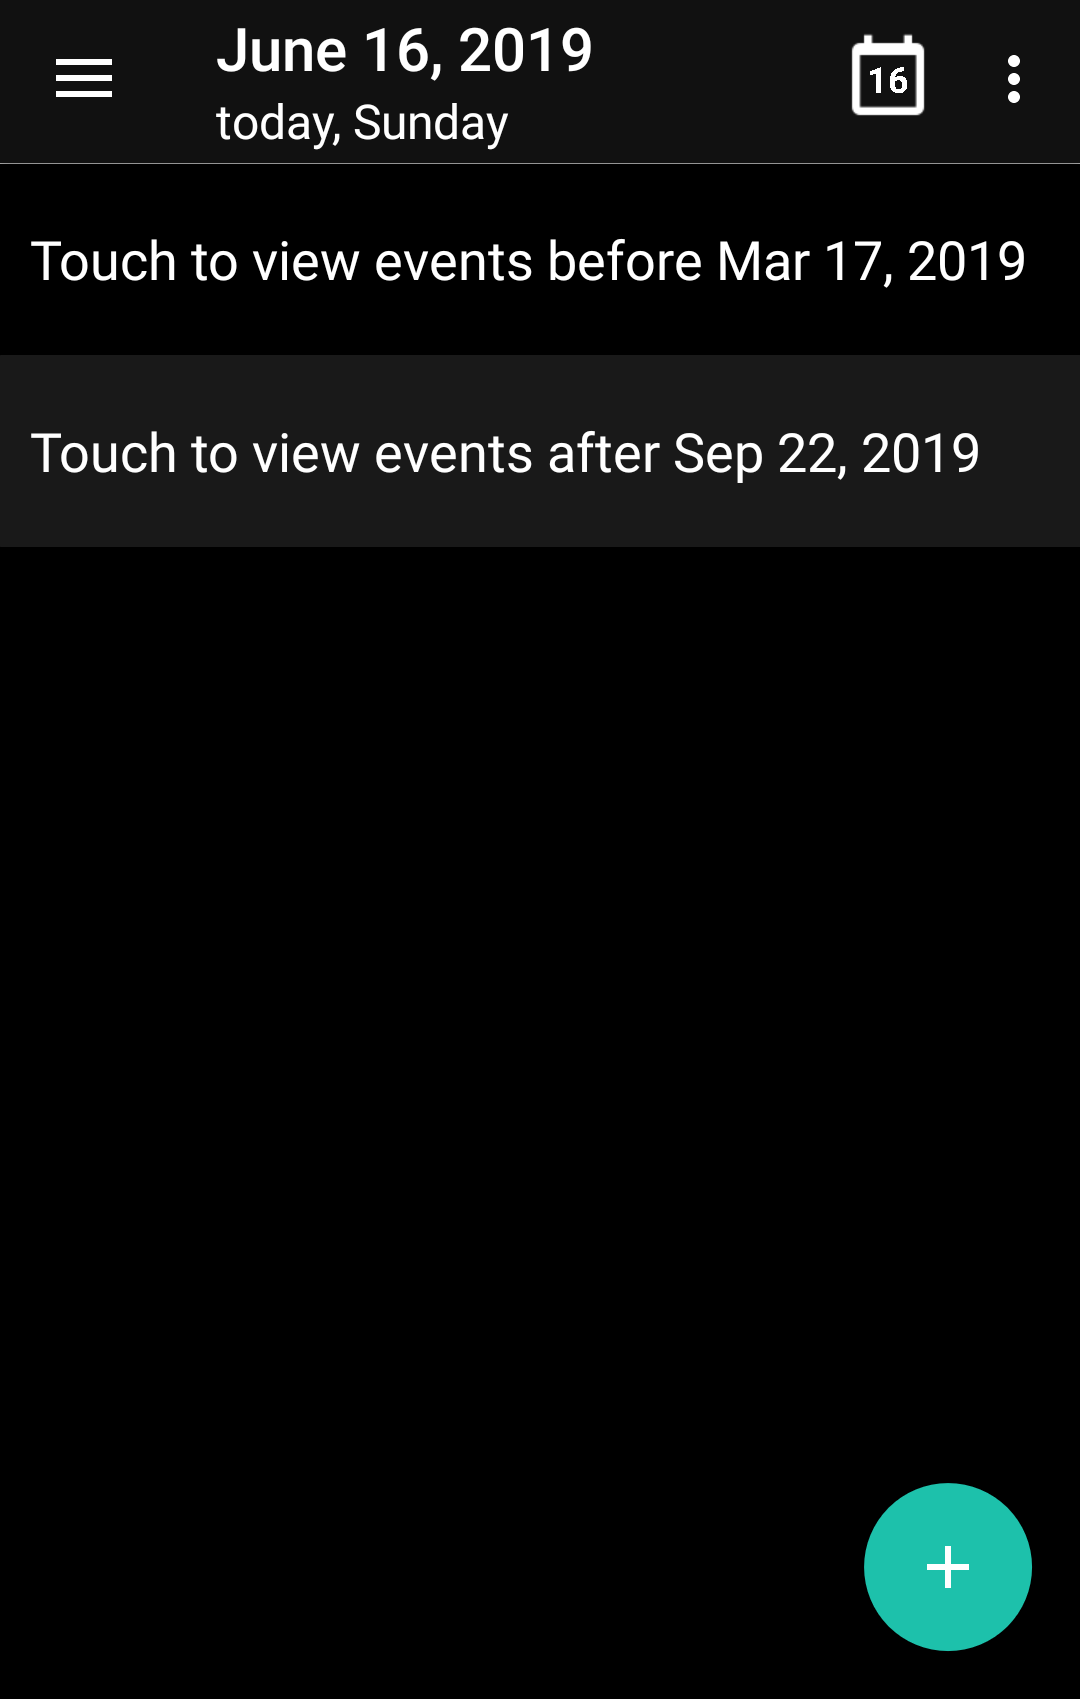 June 16, 2019
today, Sunday
16
Touch to view events before Mar 17, 2019
Touch to view events after Sep 22, 2019